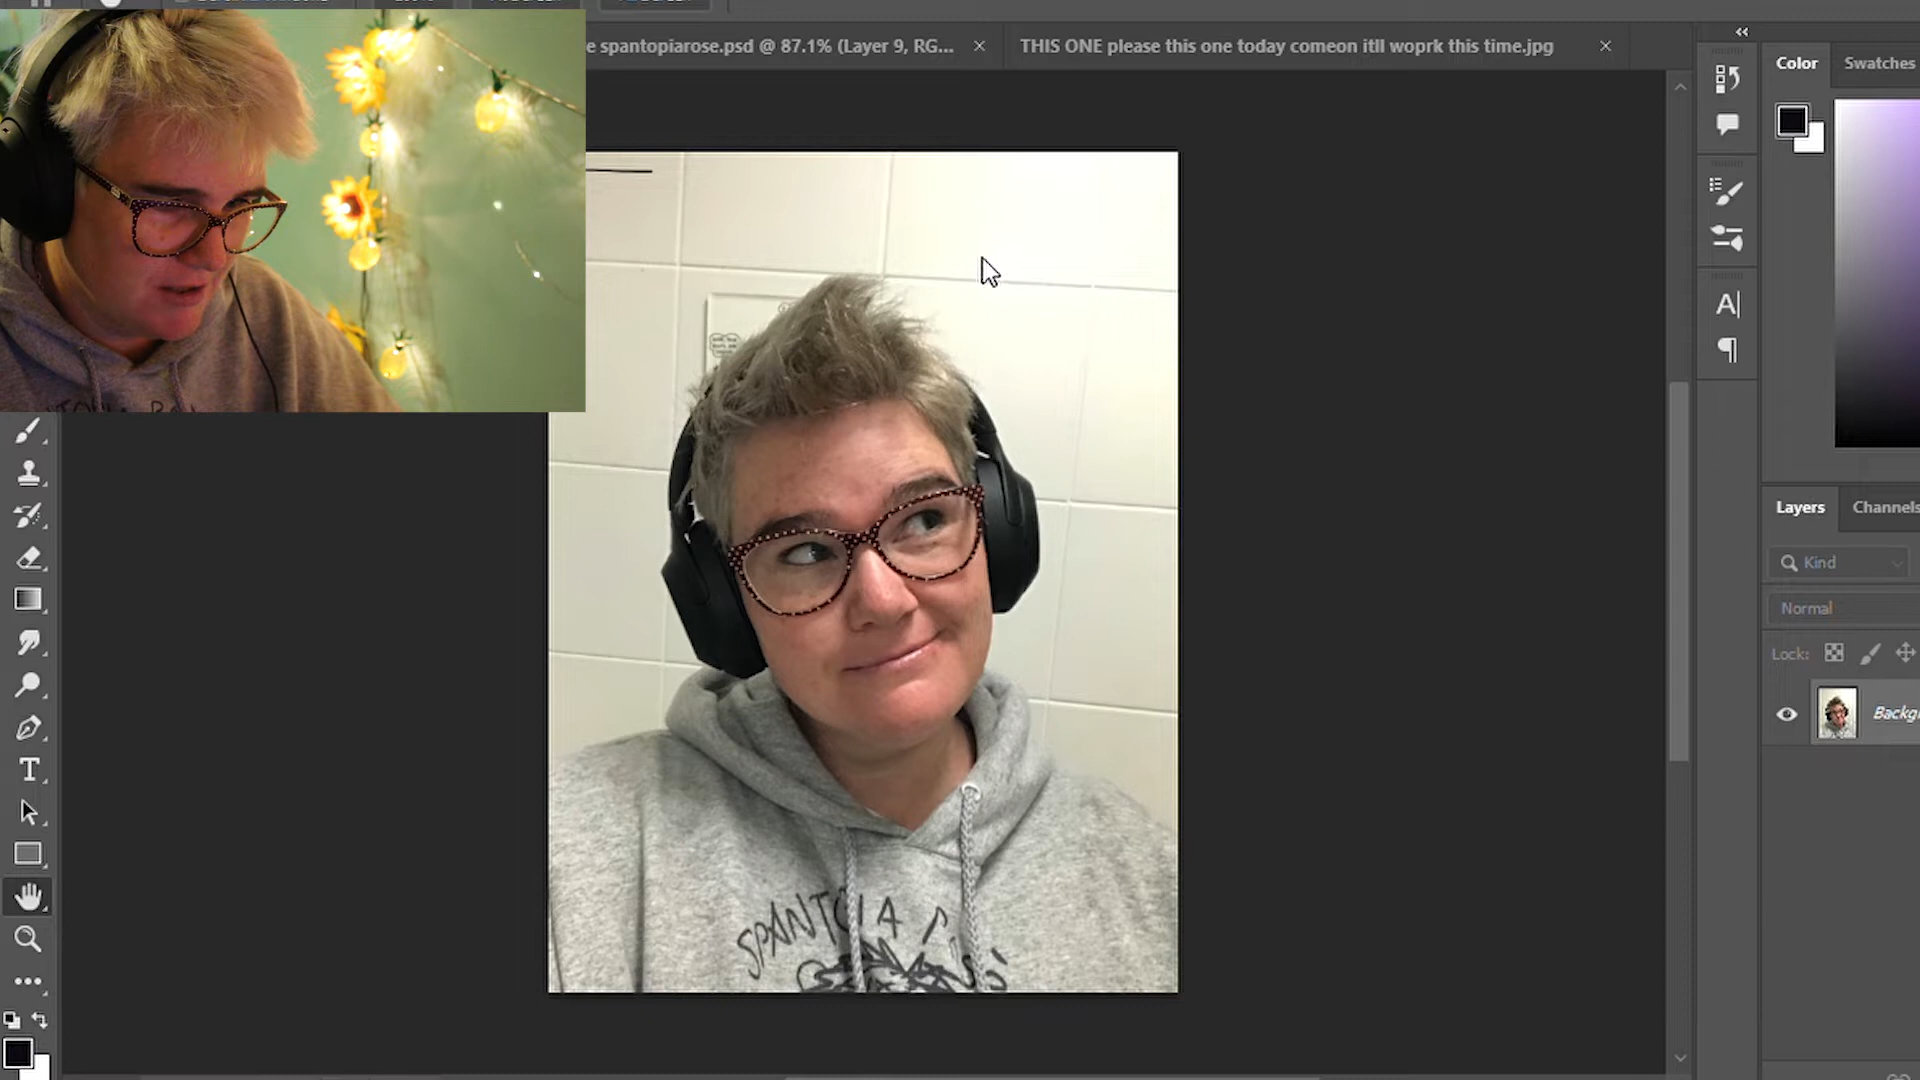 e spantopiarose.psd @ 87.1% (Layer 9, RG...
THIS ONE please this one today comeon itll woprk this time.jpg
Color
Swatches
A
Layers
Channels
Kind
Normal
Lock:
Backg
T
SPANTOIA